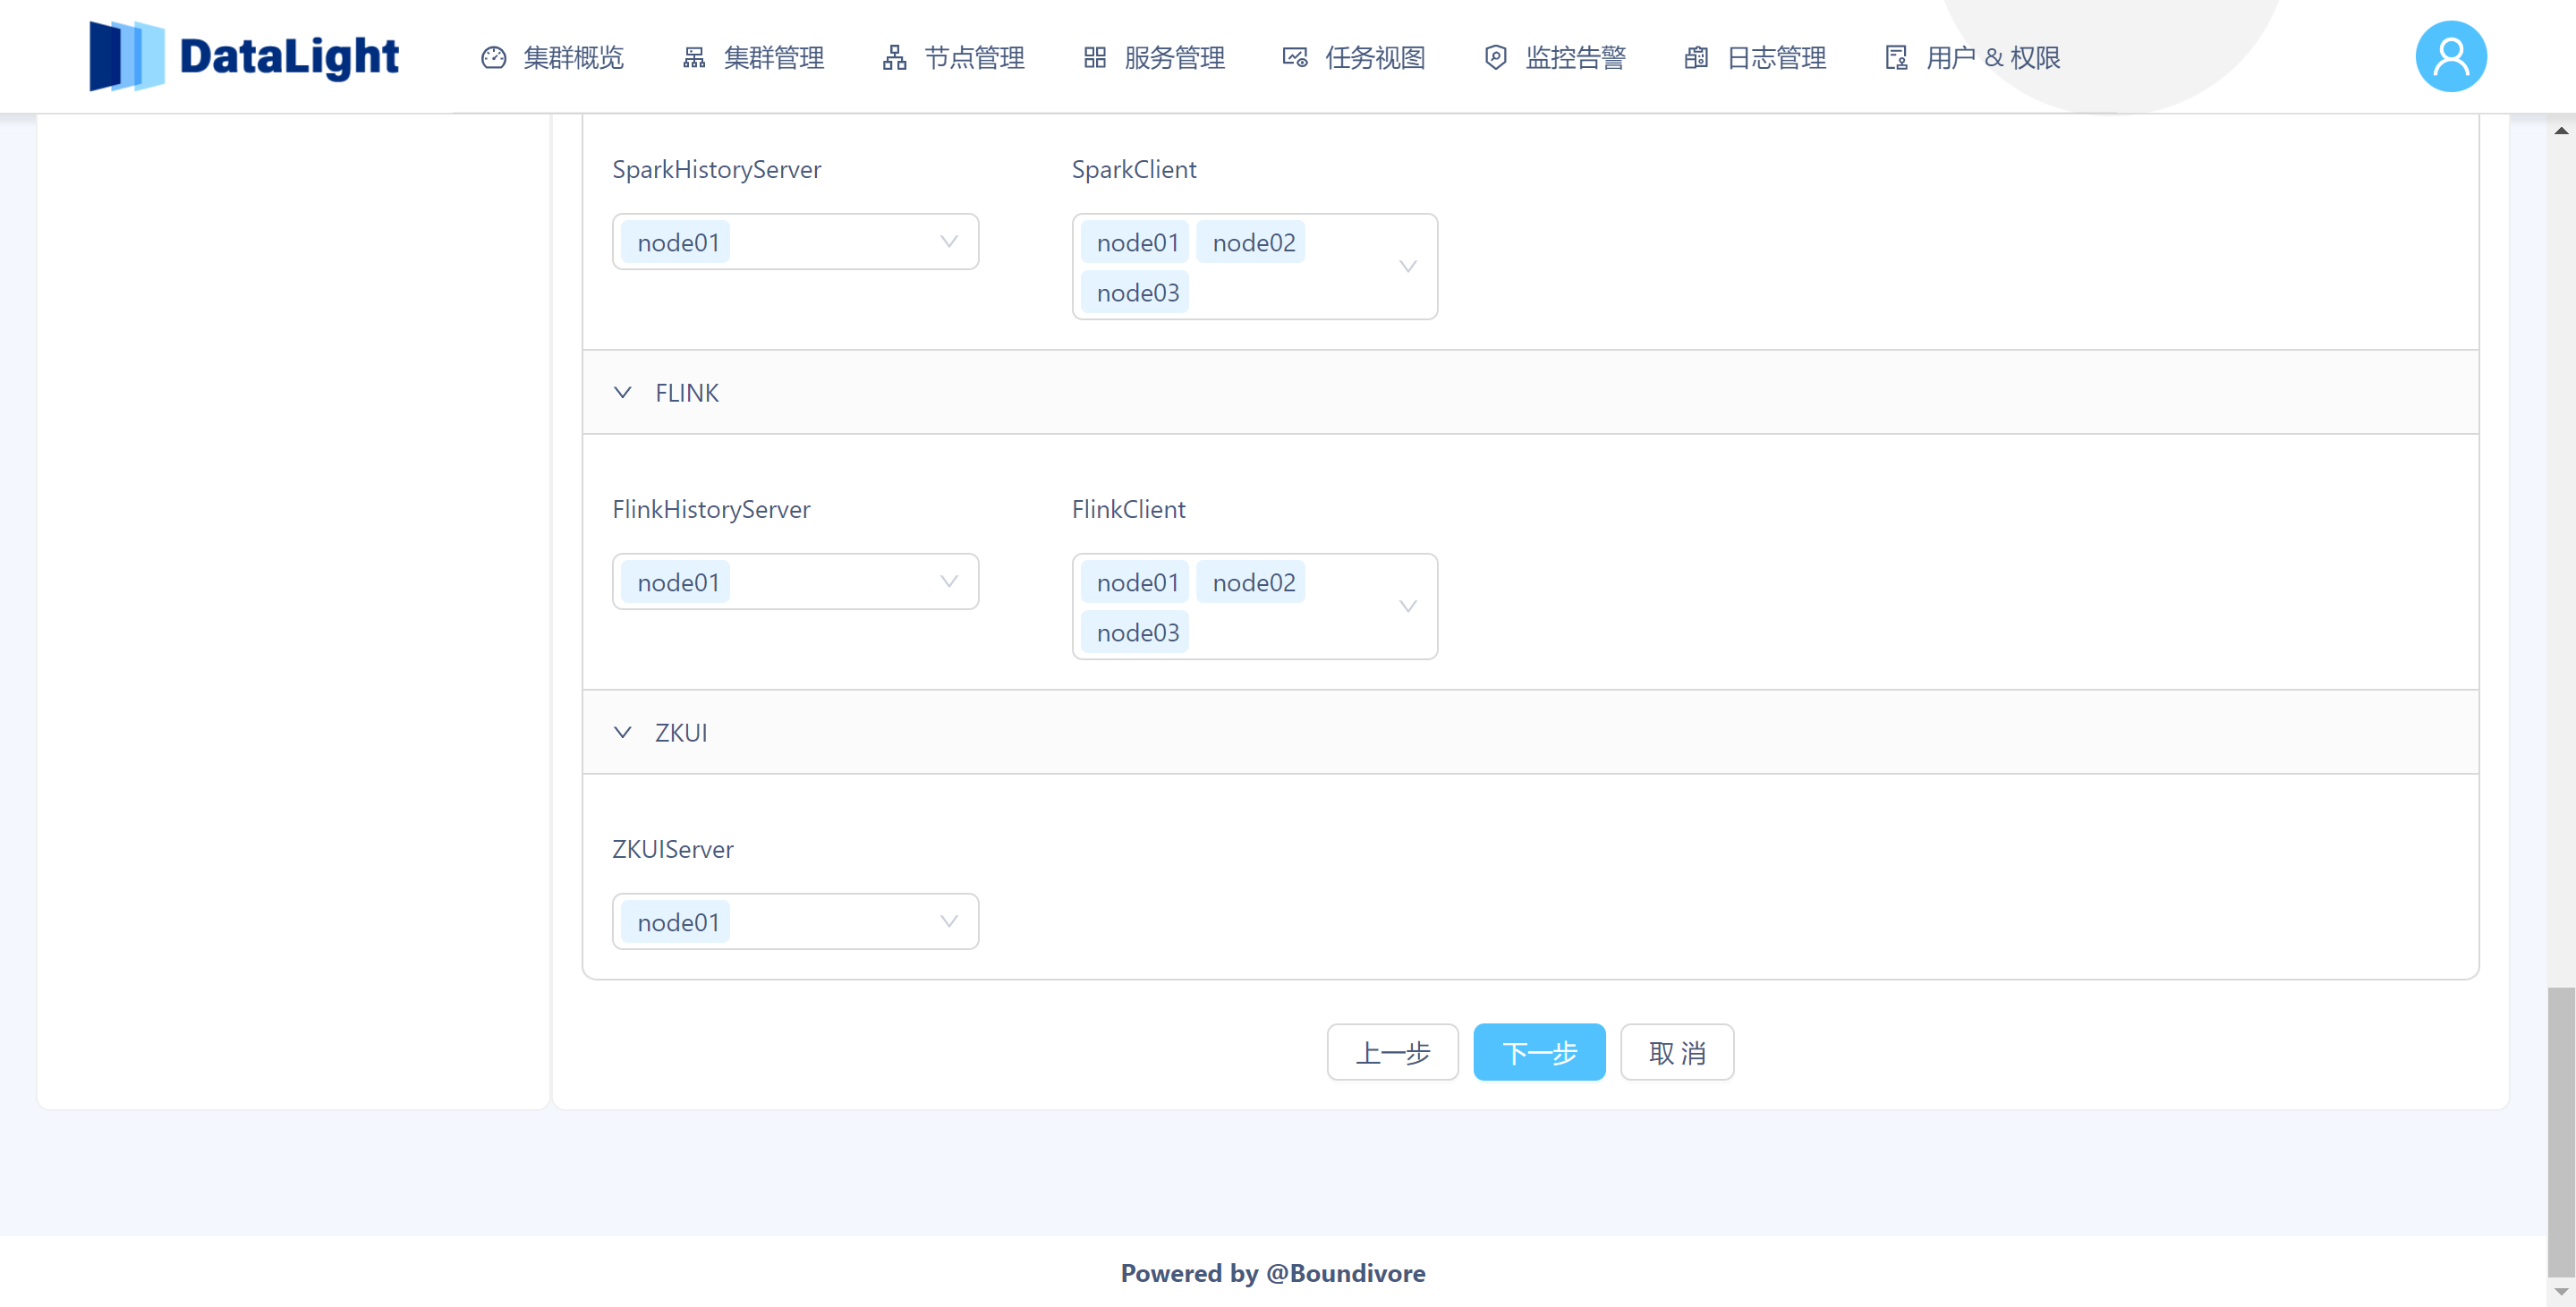 DataLight 集群概览 集群管理 节点管理 服务管理 任务视图 监控告警 日志管理 用户 & 权限
SparkHistoryServer SparkClient
node01 node01 node02
node03
FLINK
FlinkHistoryServer FlinkClient
node01 node01 node02
node03
ZKUI
ZKUIServer
node01
上一步 下一步 取 消
Powered by @Boundivore